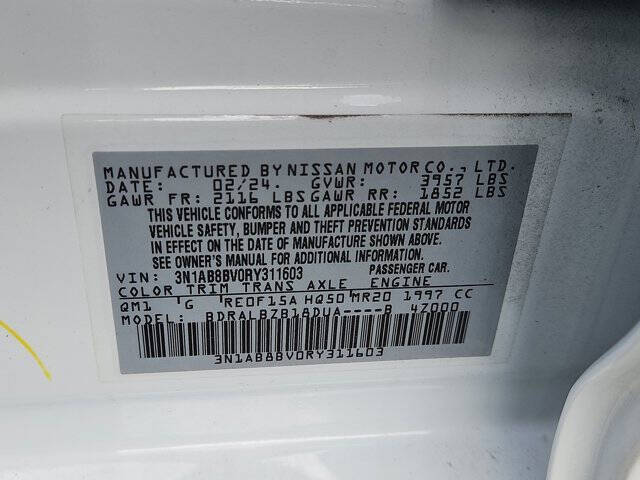 MANUFACTURED BY NISSAN MOTOR CO., LTD.
DATE: 02/24. GVWR: 3957 LBS
GAWR FR: 2116 LBS GAWR RR: 1852 LBS
THIS VEHICLE CONFORMS TO ALL APPLICABLE FEDERAL MOTOR
VEHICLE SAFETY, BUMPER AND THEFT PREVENTION STANDARDS
IN EFFECT ON THE DATE OF MANUFACTURE SHOWN ABOVE.
SEE OWNER'S MANUAL FOR ADDITIONAL INFORMATION.
VIN: 3N1AB8BV0RY311603 PASSENGER CAR.
COLOR TRIM TRANS AXLE ENGINE
QM1 G RE0F15A HQ50 MR20 1997 CC
MODEL: BDRALBZB18DUA----B 4Z000
3N1AB8BV0RY311603